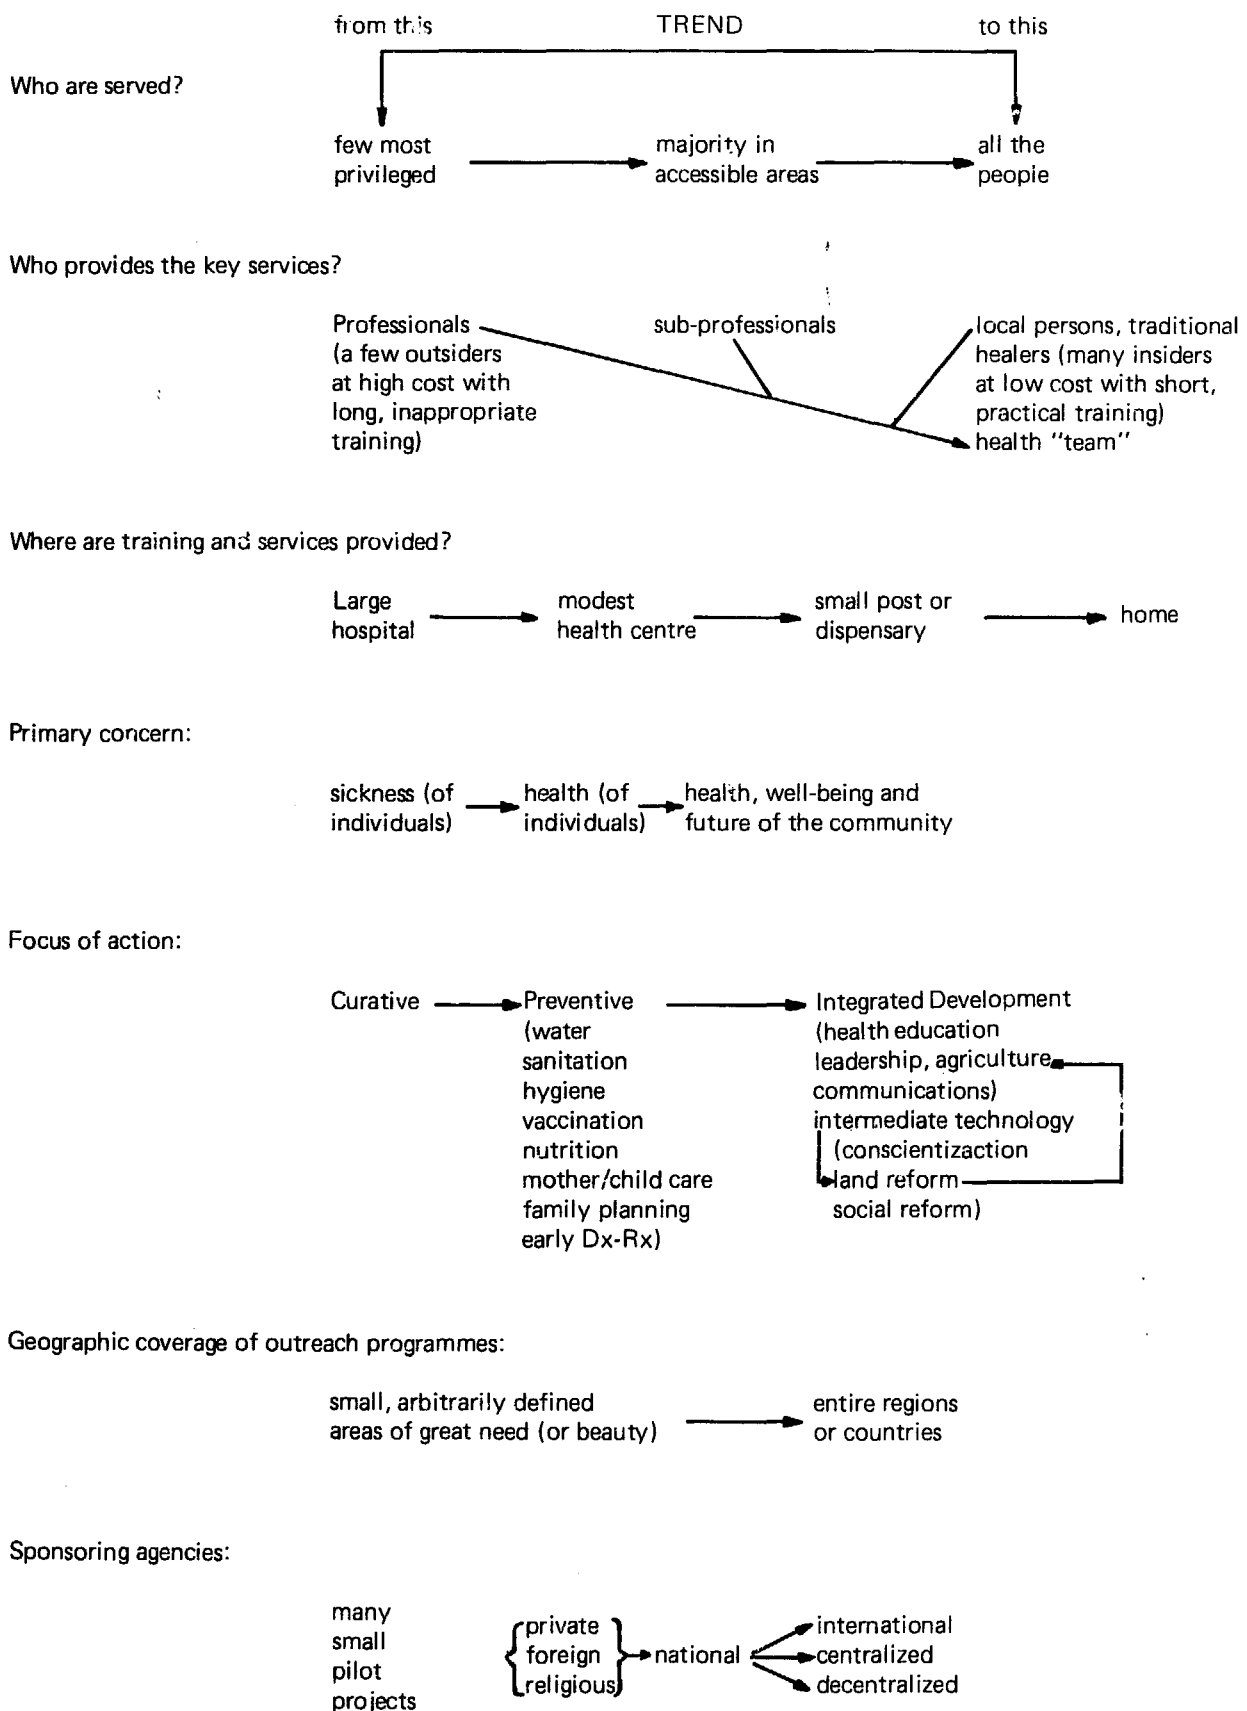 from this TREND to this
Who are served?
few most majority in all the
privileged accessible areas people
Who provides the key services?
Professionals sub-professionals local persons, traditional
(a few outsiders healers (many insiders
at high cost with at low cost with short,
long, inappropriate practical training)
training) health "team"
Where are training and services provided?
Large modest small post or
hospital health centre dispensary home
Primary concern:
sickness (of health (of health, well-being and
individuals) individuals) future of the community
Focus of action:
Curative Preventive Integrated Development
(water (health education
sanitation leadership, agriculture
hygiene communications)
vaccination intermediate technology
nutrition (conscientizaction
mother/child care land reform
family planning social reform)
early Dx-Rx)
Geographic coverage of outreach programmes:
small, arbitrarily defined entire regions
areas of great need (or beauty) or countries
Sponsoring agencies:
many private international
small foreign national centralized
pilot religious decentralized
projects